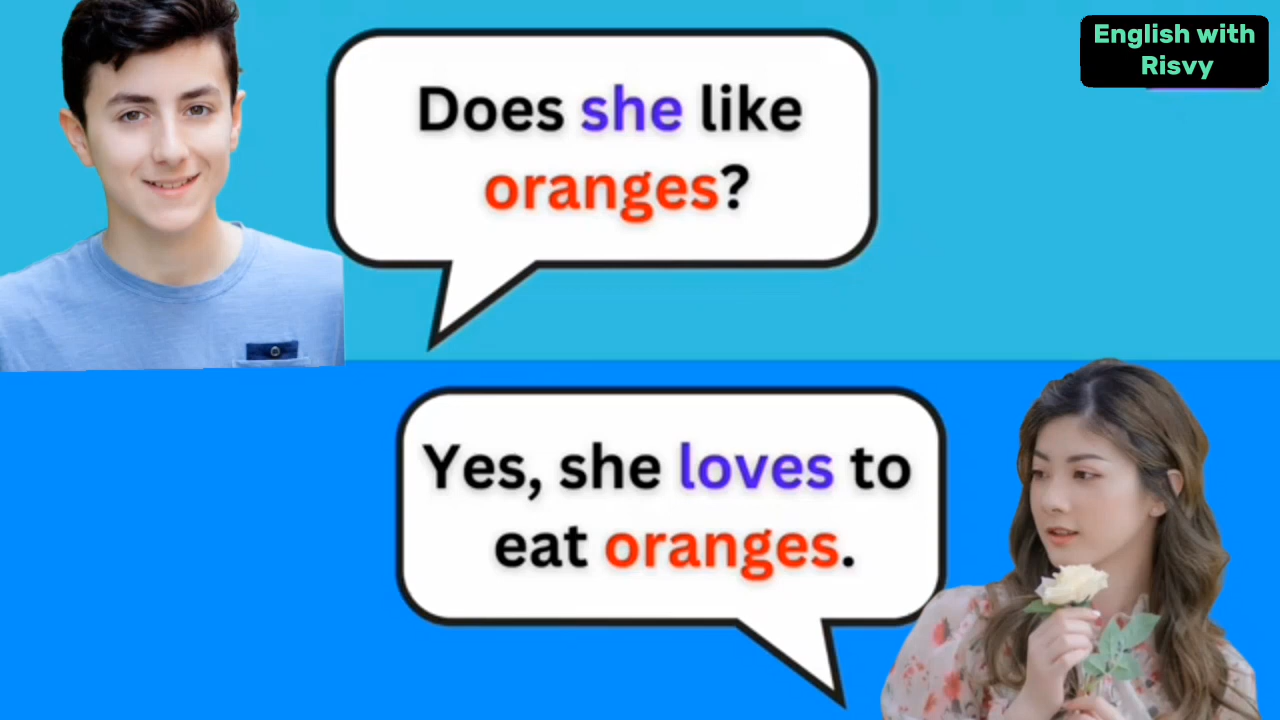 English with
Risvy
Does she like
oranges?
Yes, she loves to
eat oranges.